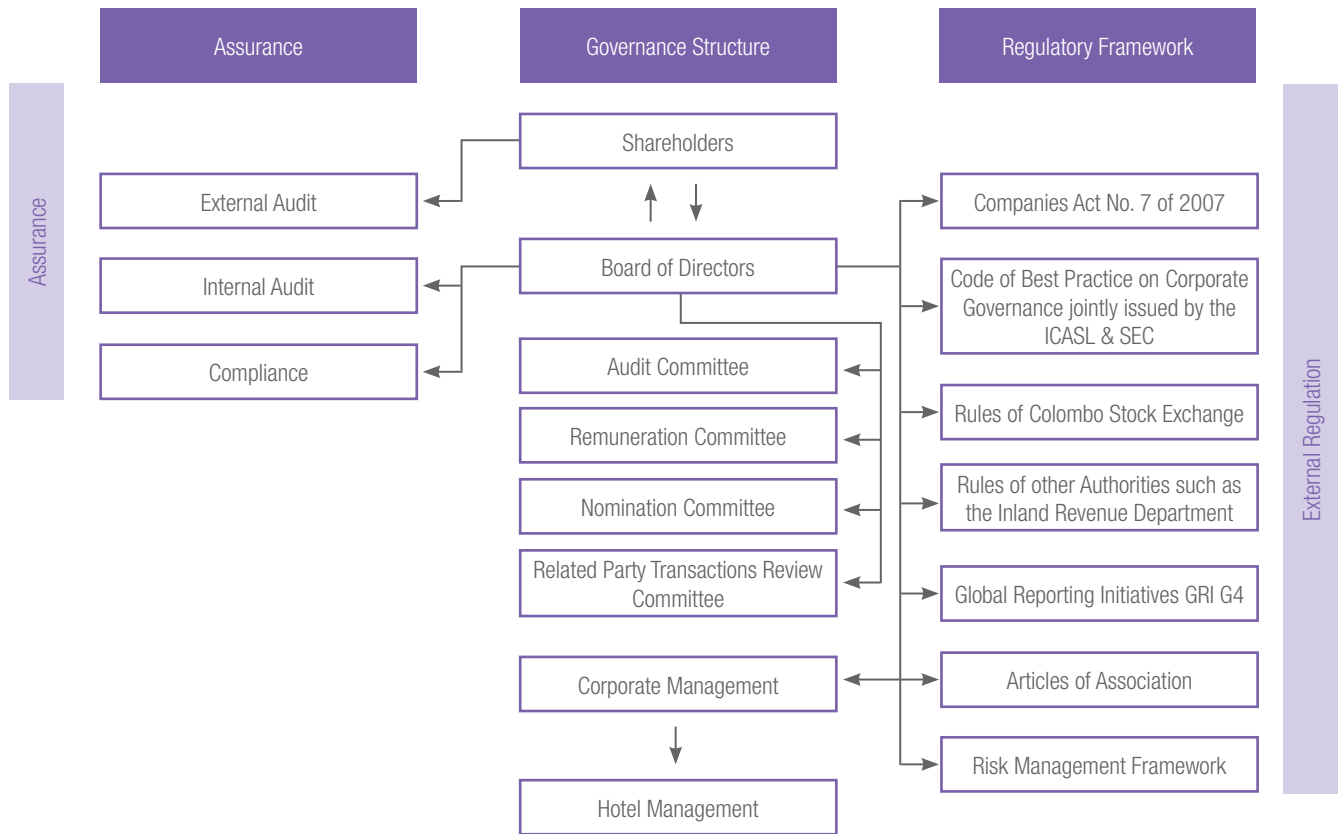 Assurance
Governance Structure
Regulatory Framework
Assurance
External Audit
Internal Audit
Compliance
Shareholders
Board of Directors
Audit Committee
Remuneration Committee
Nomination Committee
Related Party Transactions Review
Committee
Corporate Management
Hotel Management
Companies Act No. 7 of 2007
Code of Best Practice on Corporate
Governance jointly issued by the
ICASL & SEC
Rules of Colombo Stock Exchange
Rules of other Authorities such as
the Inland Revenue Department
Global Reporting Initiatives GRI G4
Articles of Association
Risk Management Framework
External Regulation